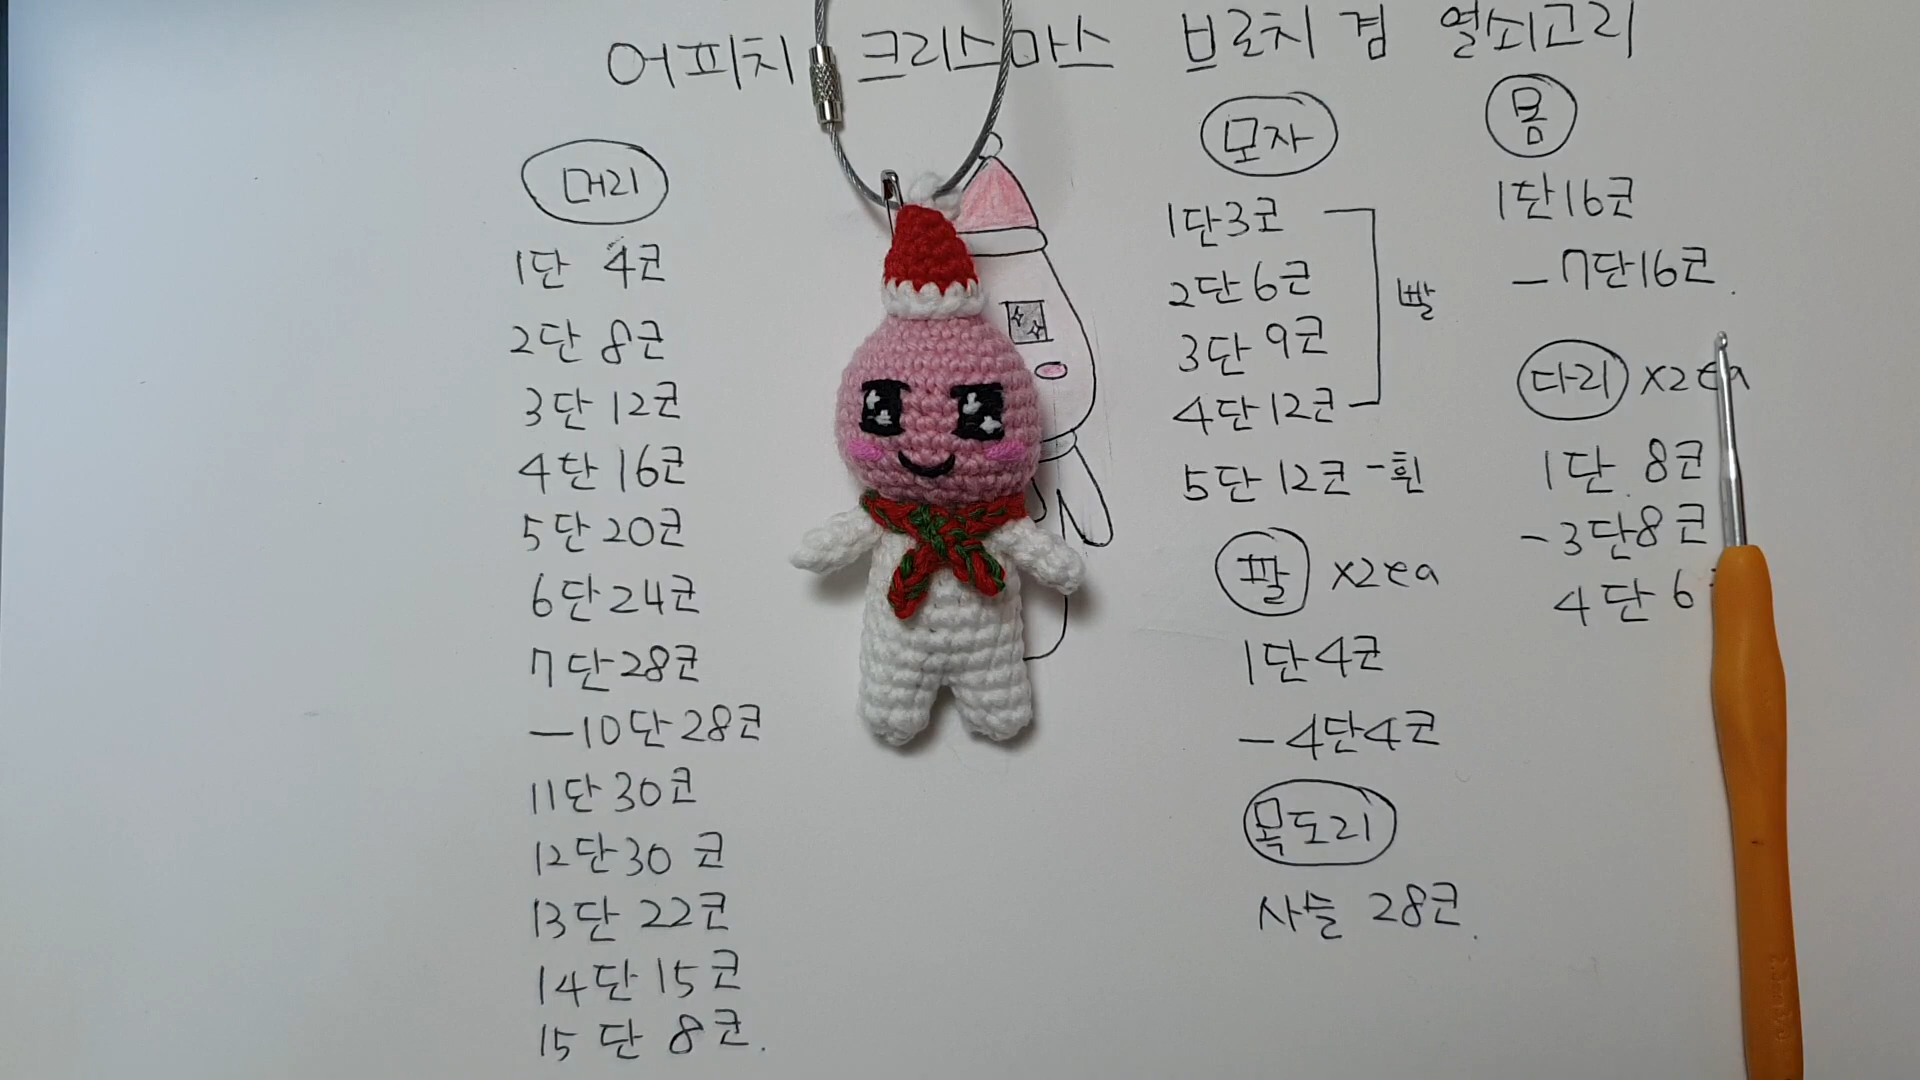 어피치 크리스마스 브로치 겸 열쇠고리
머리
1단 4코
2단 8코
3단 12코
4단 16코
5단 20코
6단 24코
7단 28코
-10단 28코
11단 30코
12단 30 코
13단 22코
14단 15코
15단 8코.
모자
1단3코
2단 6코
3단 9코
4단 12코
빨
5단 12코 - 흰
팔 x2ea
1단4코
-4단4코
목도리
사슬 28코.
몸
1단16코
-7단16코.
다리 x2ea
1단 8코
-3단8코
4단 6